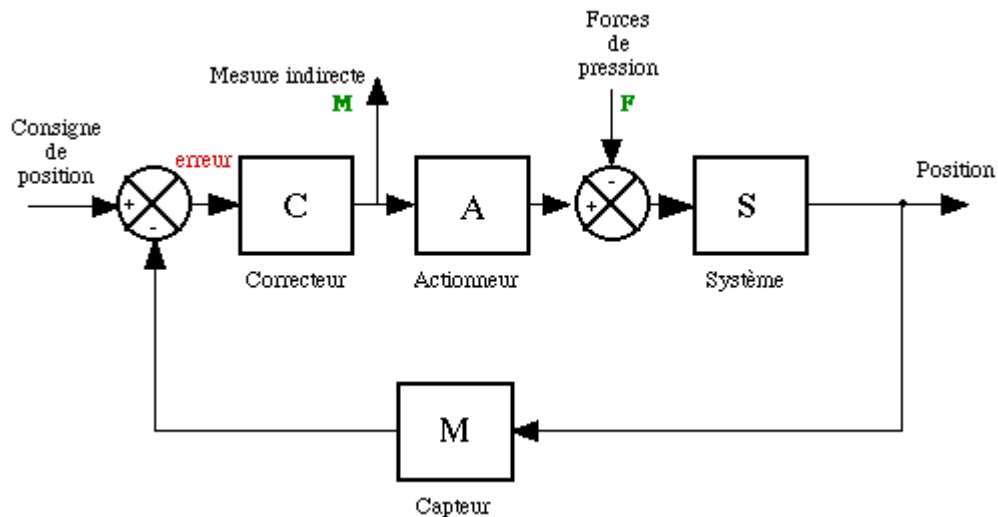 Forces
de
pression
F
Mesure indirecte
M
Consigne
de
position
erreur
+
-
C
Correcteur
A
Actionneur
-
+
S
Système
Position
M
Capteur